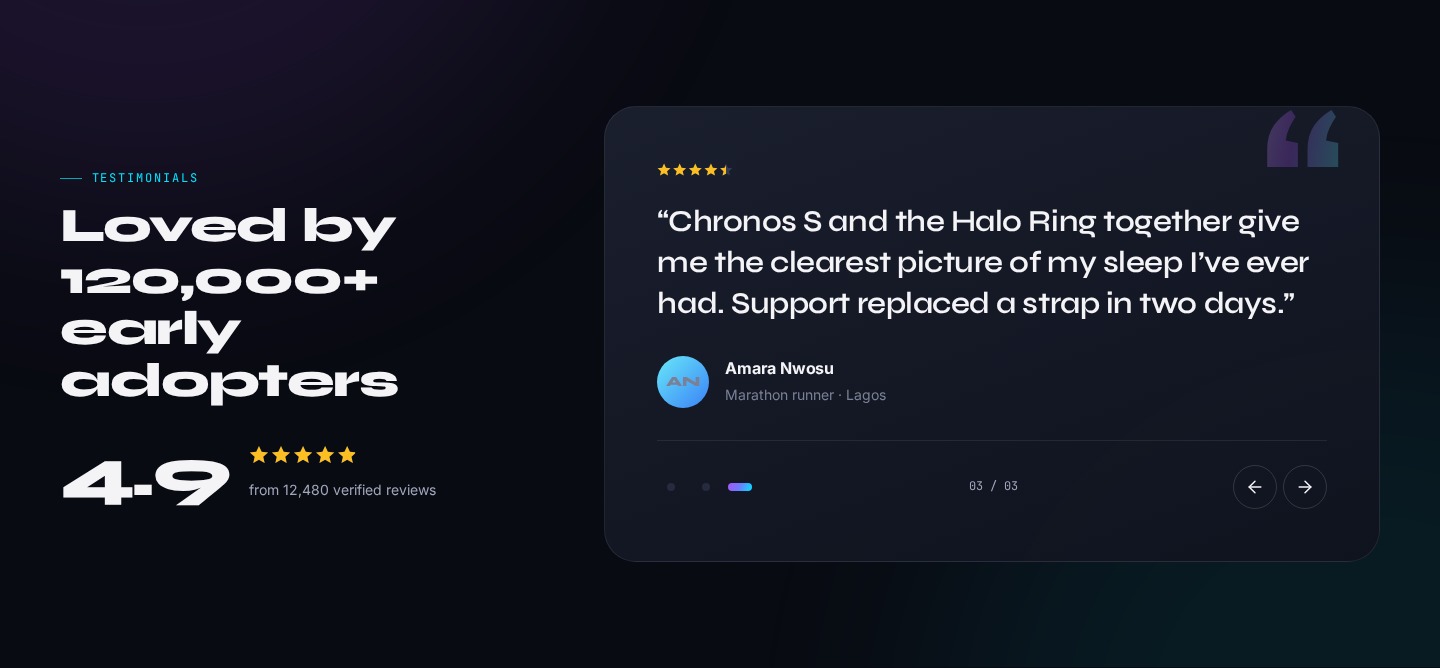 TESTIMONIALS
Loved by
120,000+
early
adopters
4.9
from 12,480 verified reviews
“Chronos S and the Halo Ring together give
me the clearest picture of my sleep I’ve ever
had. Support replaced a strap in two days.”
AN
Amara Nwosu
Marathon runner · Lagos
03 / 03